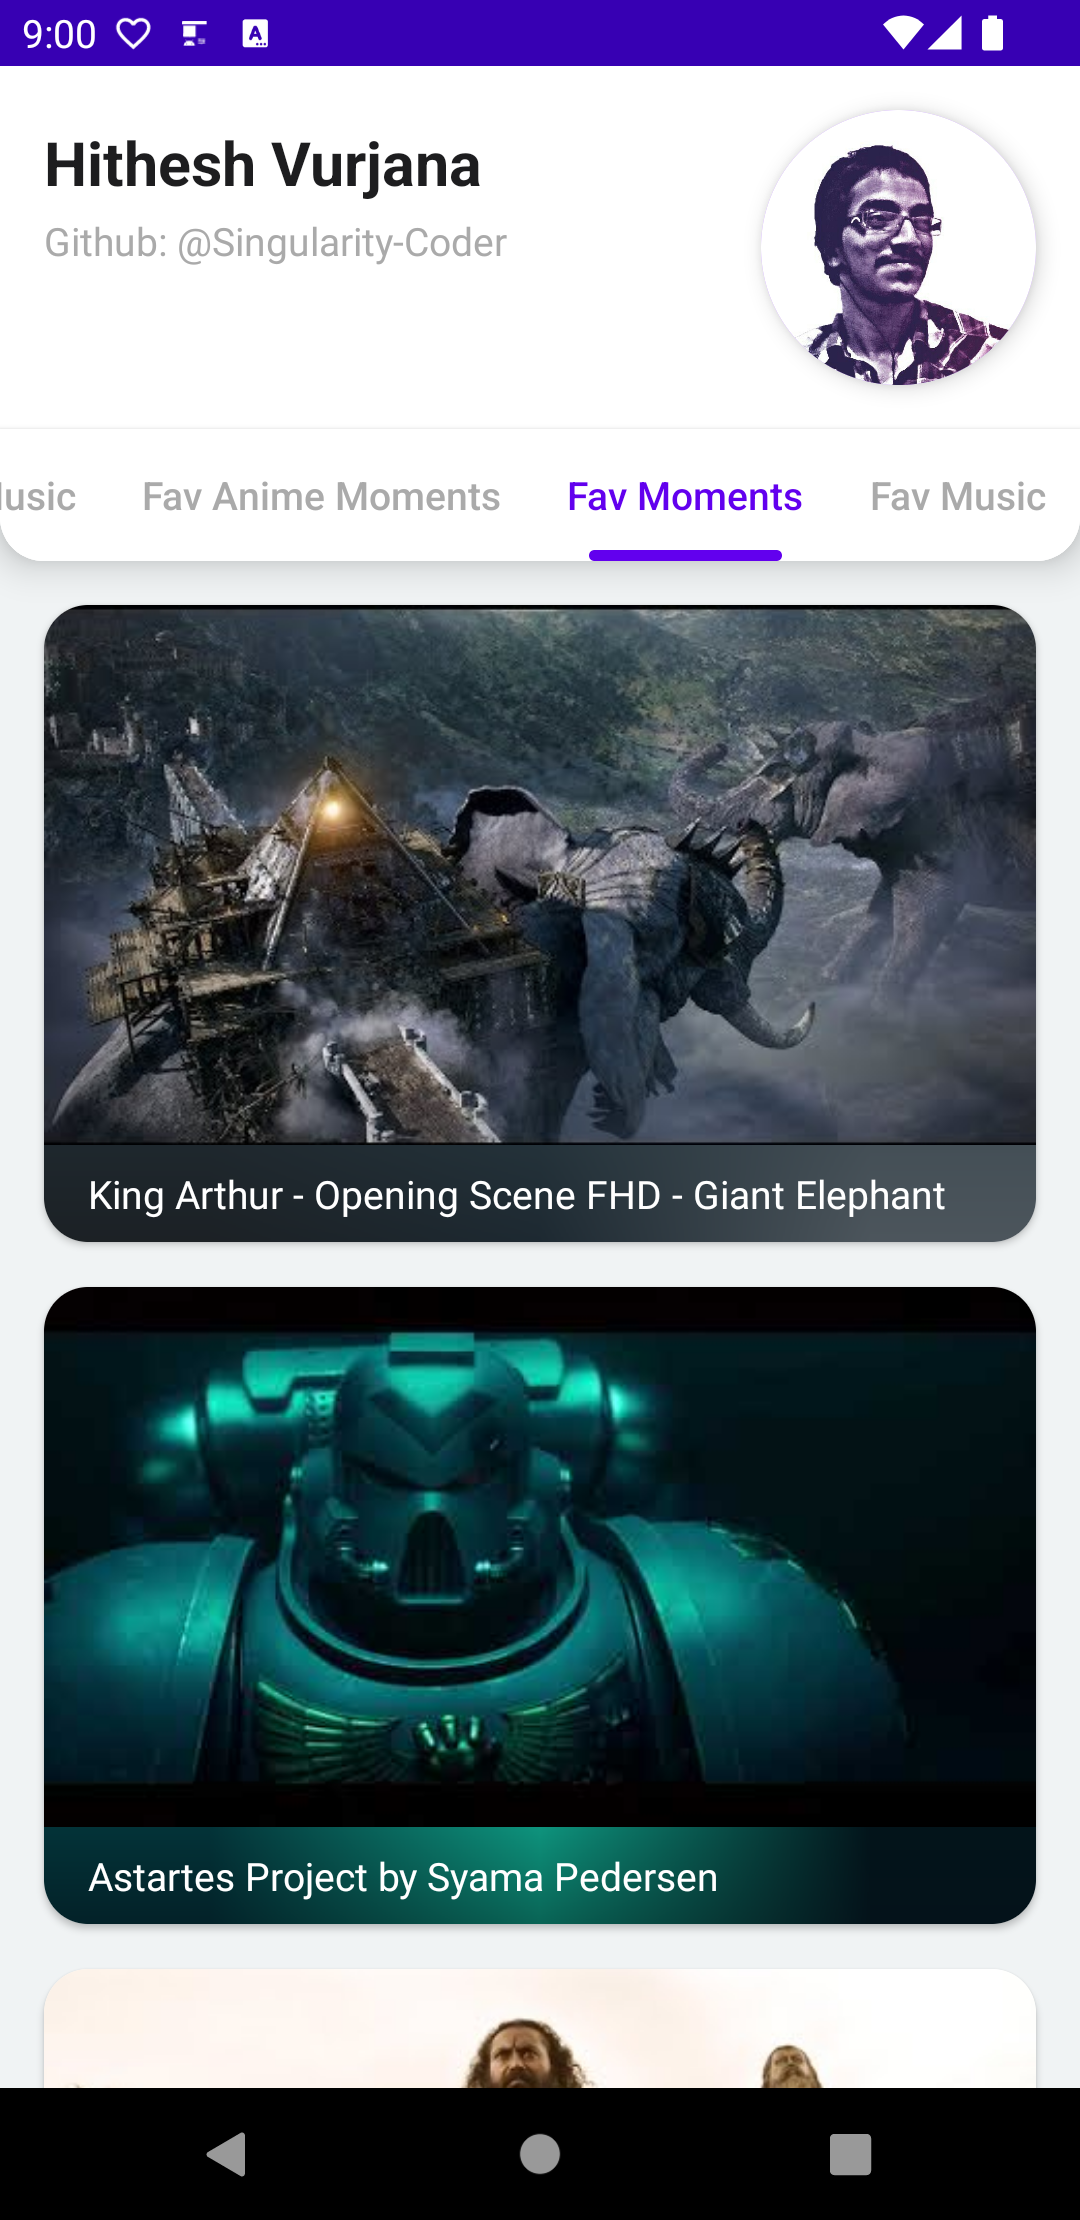 9:00
Hithesh Vurjana
Github: @Singularity-Coder
usic Fav Anime Moments Fav Moments Fav Music
King Arthur - Opening Scene FHD - Giant Elephant
Astartes Project by Syama Pedersen